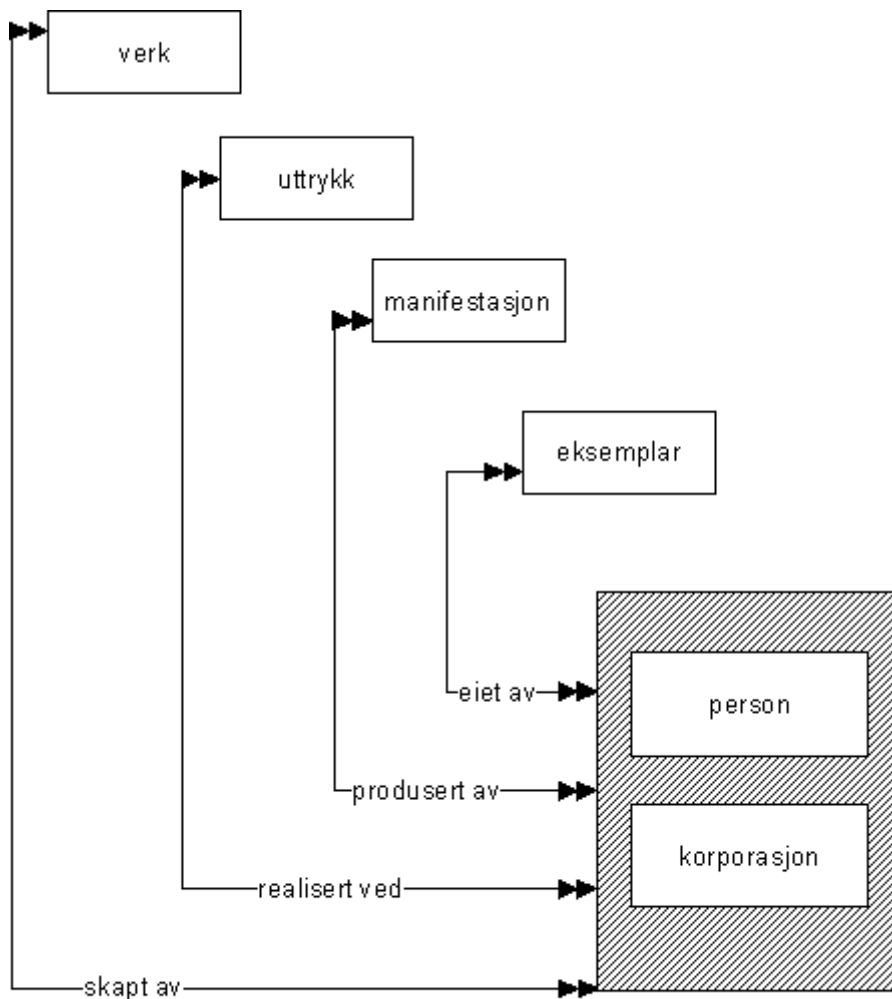 verk
uttrykk
manifestasjon
eksemplar
eiet av
person
produsert av
korporasjon
realisert ved
skapt av